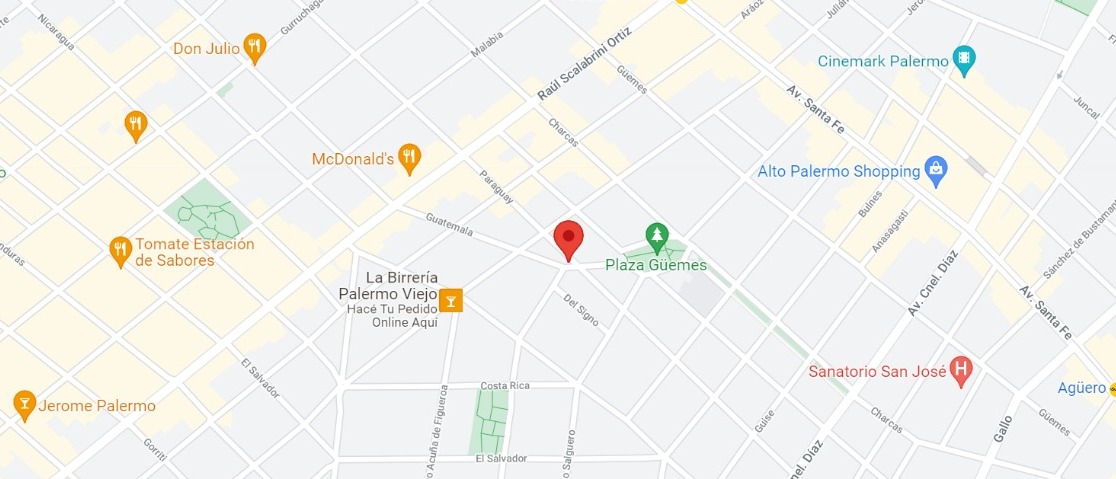 Nicaragua
Gurruchaga
Don Julio
Malabia
Raúl Scalabrini Ortiz
Güemes
Aráoz
Julián
Jeró
Cinemark Palermo
Av. Santa Fe
Juncal
McDonald's
Charcas
Paraguay
Alto Palermo Shopping
Bulnes
Anasagasti
Sánchez de Bustamante
Guatemala
Tomate Estación
de Sabores
Plaza Güemes
La Birrería
Palermo Viejo
Hacé Tu Pedido
Online Aqui
Del Signo
Av. Cnel. Díaz
Av. Santa Fe
El Salvador
Costa Rica
Sanatorio San José
Agüero
Jerome Palermo
o Acuña de Figueroa
o Salguero
Guise
Charcas
Güemes
Gallo
Gorriti
El Salvador
nel. Díaz